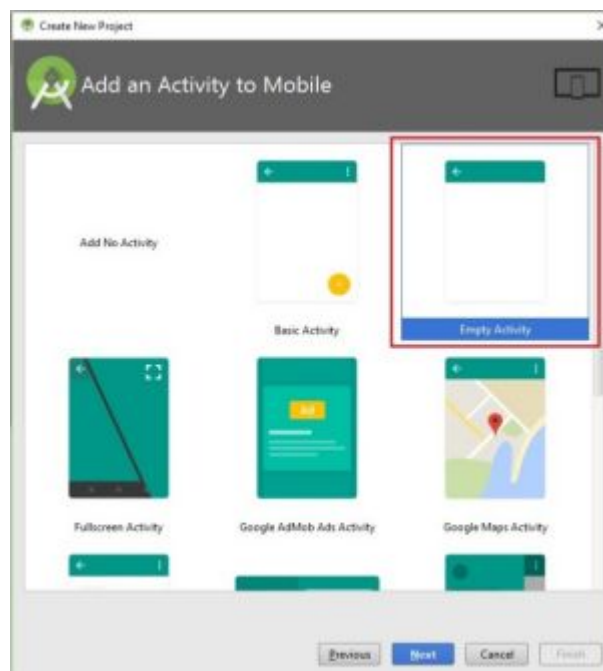 Create New Project
Add an Activity to Mobile
Add No Activity
Basic Activity
Empty Activity
Ad
Fullscreen Activity
Google AdMob Ads Activity
Google Maps Activity
Previous
Next
Cancel
Finish